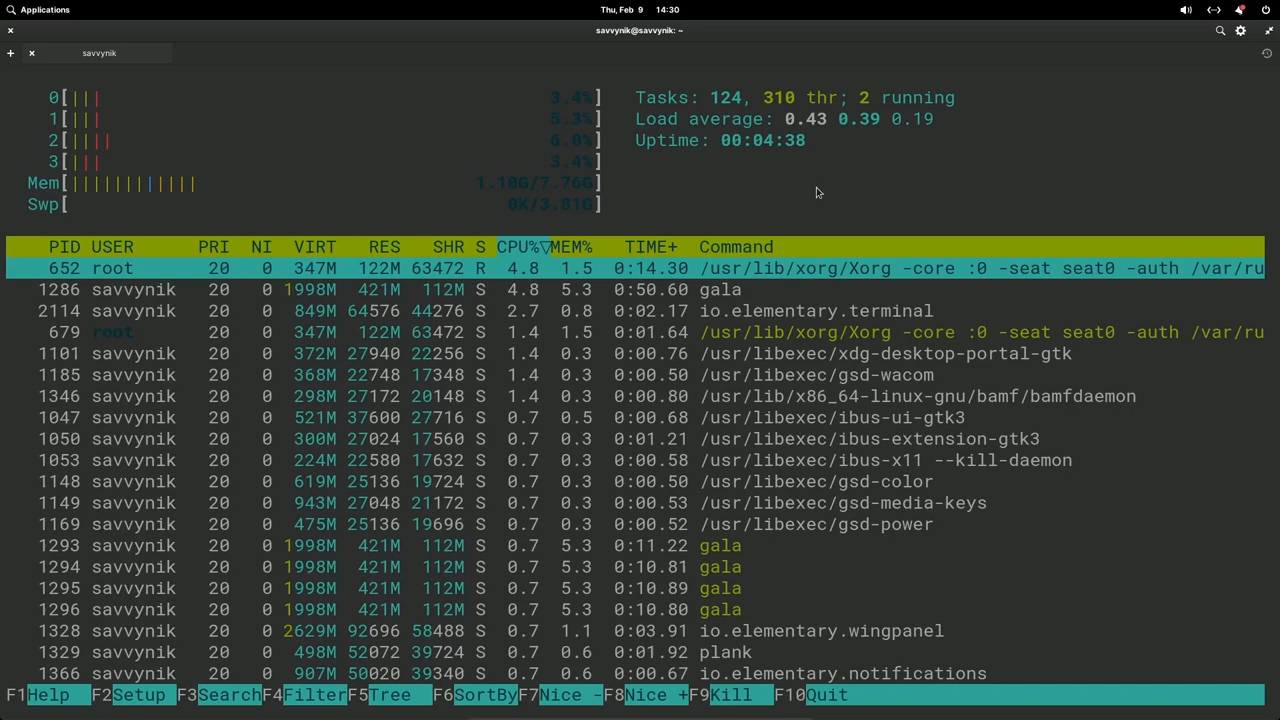 Applications Thu, Feb 9 14:30
savvynik@savvynik: ~
savvynik
0[||| 3.4%] Tasks: 124, 310 thr; 2 running
1[||| 5.3%] Load average: 0.43 0.39 0.19
2[|||| 6.0%] Uptime: 00:04:38
3[||| 3.4%]
Mem[|||||||||||| 1.10G/7.76G]
Swp[ 0K/3.81G]
PID USER PRI NI VIRT RES SHR S CPU%▽MEM% TIME+ Command
652 root 20 0 347M 122M 63472 R 4.8 1.5 0:14.30 /usr/lib/xorg/Xorg -core :0 -seat seat0 -auth /var/ru
1286 savvynik 20 0 1998M 421M 112M S 4.8 5.3 0:50.60 gala
2114 savvynik 20 0 849M 64576 44276 S 2.7 0.8 0:02.17 io.elementary.terminal
679 root 20 0 347M 122M 63472 S 1.4 1.5 0:01.64 /usr/lib/xorg/Xorg -core :0 -seat seat0 -auth /var/ru
1101 savvynik 20 0 372M 27940 22256 S 1.4 0.3 0:00.76 /usr/libexec/xdg-desktop-portal-gtk
1185 savvynik 20 0 368M 22748 17348 S 1.4 0.3 0:00.50 /usr/libexec/gsd-wacom
1346 savvynik 20 0 298M 27172 20148 S 1.4 0.3 0:00.80 /usr/lib/x86_64-linux-gnu/bamf/bamfdaemon
1047 savvynik 20 0 521M 37600 27716 S 0.7 0.5 0:00.68 /usr/libexec/ibus-ui-gtk3
1050 savvynik 20 0 300M 27024 17560 S 0.7 0.3 0:01.21 /usr/libexec/ibus-extension-gtk3
1053 savvynik 20 0 224M 22580 17632 S 0.7 0.3 0:00.58 /usr/libexec/ibus-x11 --kill-daemon
1148 savvynik 20 0 619M 25136 19724 S 0.7 0.3 0:00.50 /usr/libexec/gsd-color
1149 savvynik 20 0 943M 27048 21172 S 0.7 0.3 0:00.53 /usr/libexec/gsd-media-keys
1169 savvynik 20 0 475M 25136 19696 S 0.7 0.3 0:00.52 /usr/libexec/gsd-power
1293 savvynik 20 0 1998M 421M 112M S 0.7 5.3 0:11.22 gala
1294 savvynik 20 0 1998M 421M 112M S 0.7 5.3 0:10.81 gala
1295 savvynik 20 0 1998M 421M 112M S 0.7 5.3 0:10.89 gala
1296 savvynik 20 0 1998M 421M 112M S 0.7 5.3 0:10.80 gala
1328 savvynik 20 0 2629M 92696 58488 S 0.7 1.1 0:03.91 io.elementary.wingpanel
1329 savvynik 20 0 498M 52072 39724 S 0.7 0.6 0:01.92 plank
1366 savvynik 20 0 907M 50020 39340 S 0.7 0.6 0:00.67 io.elementary.notifications
F1Help F2Setup F3SearchF4FilterF5Tree F6SortByF7Nice -F8Nice +F9Kill F10Quit